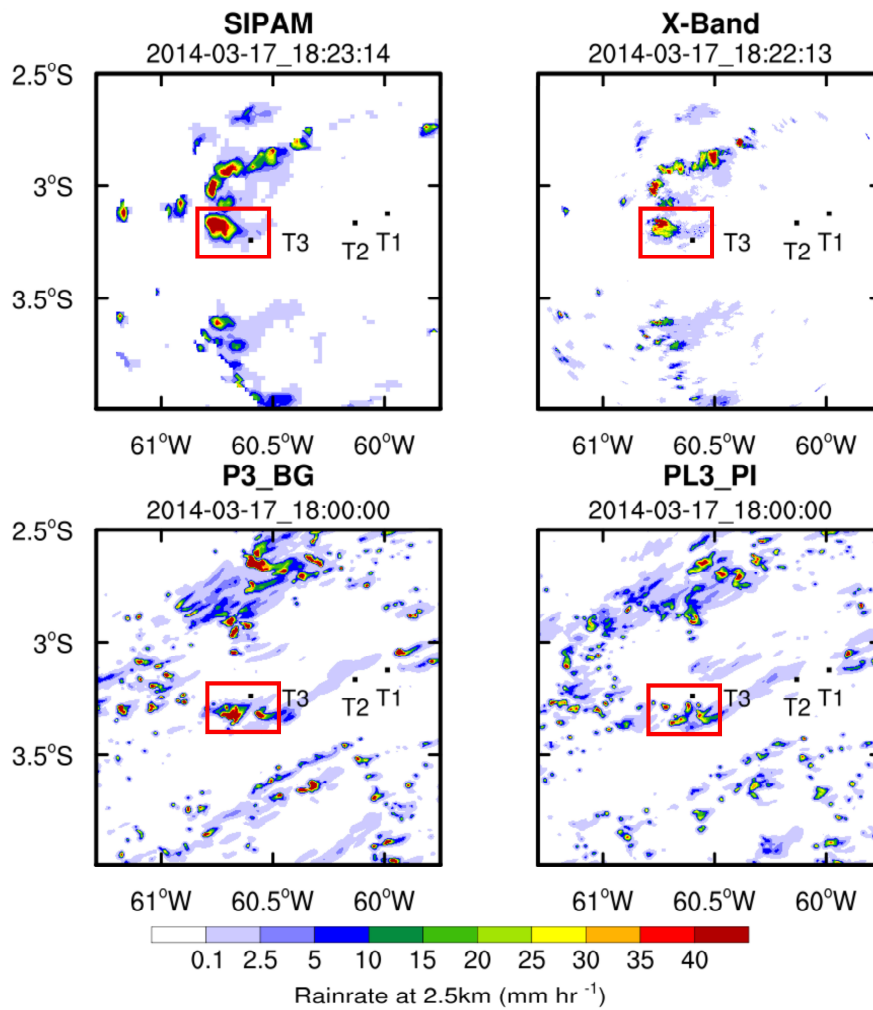 SIPAM X-Band
2014-03-17_18:23:14 2014-03-17_18:22:13
2.5°S
3°S
T3 T2 T1 T3 T2 T1
3.5°S
61°W 60.5°W 60°W 61°W 60.5°W 60°W
P3_BG PL3_PI
2014-03-17_18:00:00 2014-03-17_18:00:00
2.5°S
3°S
T3 T2 T1 T3 T2 T1
3.5°S
61°W 60.5°W 60°W 61°W 60.5°W 60°W
0.1 2.5 5 10 15 20 25 30 35 40
Rainrate at 2.5km (mm hr ⁻¹)